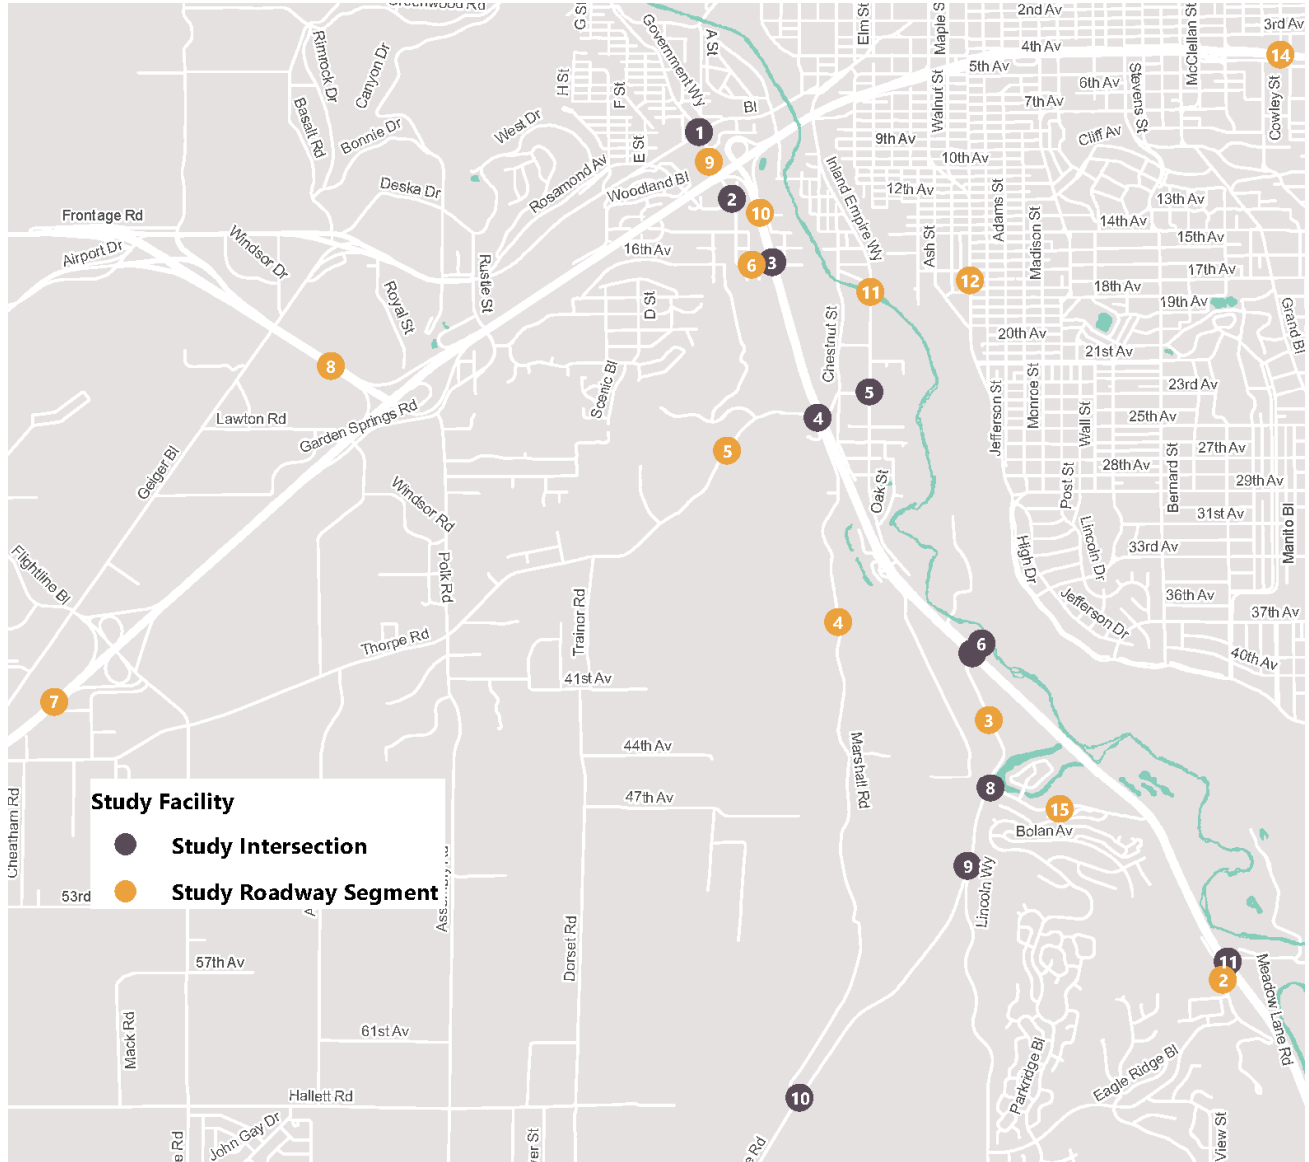 Greenwood Rd
G St
A St
Elm St
Maple S
2nd Av
McClellan St
3rd Av
Rimrock Dr
Canyon Dr
Government Wy
4th Av
14
5th Av
H St
F St
Stevens St
6th Av
Walnut St
Cowley St
7th Av
Bl
Basalt Rd
Bonnie Dr
West Dr
1
E St
9th Av
Cliff Av
9
10th Av
Rosamond Av
Woodland Bl
Inland Empire Wy
Deska Dr
2
12th Av
Adams St
13th Av
Frontage Rd
10
14th Av
Madison St
Airport Dr
Windsor Dr
16th Av
Ash St
15th Av
6
3
17th Av
Rustle St
11
12
18th Av
19th Av
Royal St
D St
Grand Bl
20th Av
Chestnut St
21st Av
8
Scenic Bl
5
23rd Av
Jefferson St
Monroe St
Lawton Rd
Garden Springs Rd
4
Wall St
25th Av
5
27th Av
Geiger Bl
28th Av
Bernard St
29th Av
Windsor Rd
Oak St
Post St
31st Av
Manito Bl
Flightline Bl
High Dr
Lincoln Dr
33rd Av
Polk Rd
36th Av
Trainor Rd
Jefferson Dr
37th Av
Thorpe Rd
4
6
40th Av
41st Av
7
3
44th Av
Marshall Rd
Study Facility
8
47th Av
15
Cheatham Rd
Bolan Av
Study Intersection
9
Lincoln Wy
53rd
Study Roadway Segment
Dorset Rd
57th Av
11
2
Meadow Lane Rd
Mack Rd
61st Av
Parkridge Bl
Eagle Ridge Bl
Hallett Rd
10
John Gay Dr
e Rd
er St
e Rd
View St